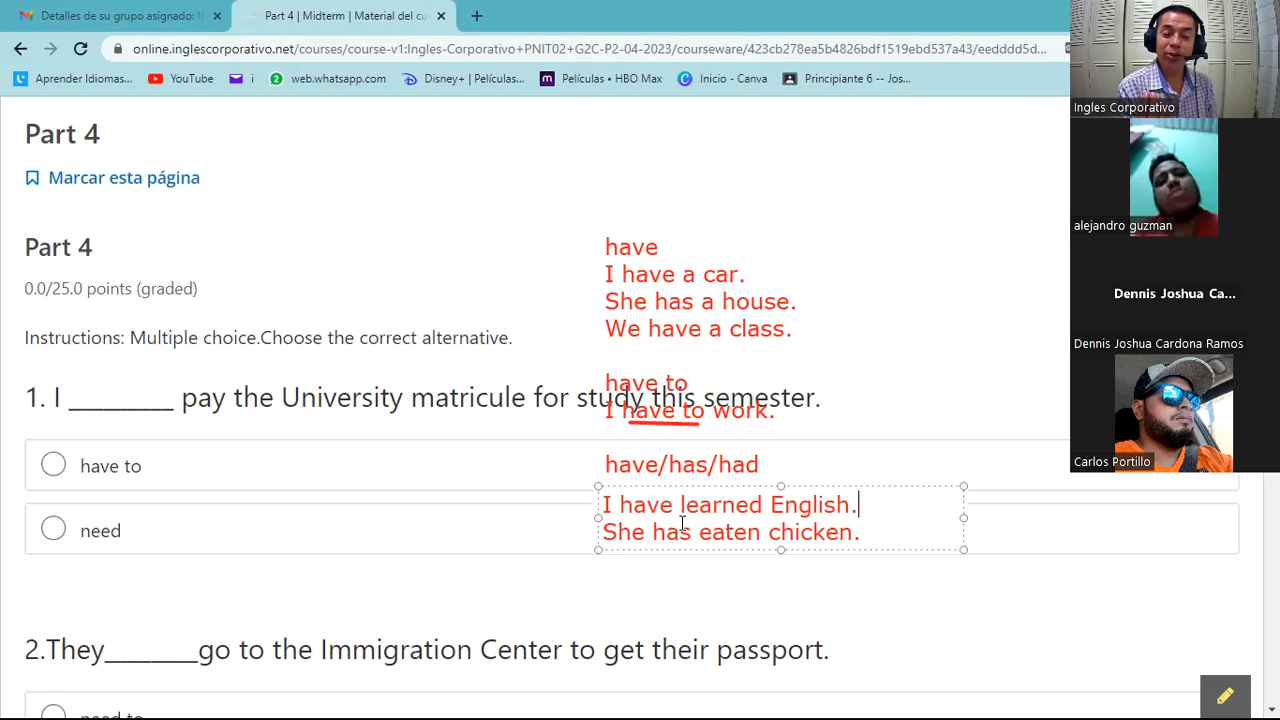 Detalles de su grupo asignado: I
Part 4 | Midterm | Material del cu
online.inglescorporativo.net/courses/course-v1:Ingles-Corporativo+PNIT02+G2C-P2-04-2023/courseware/423cb276ea5b4826bdf1519ebd537a43/eedddd5d...
Aprender Idiomas...
YouTube
i
web.whatsapp.com
Disney+ | Películas...
Películas • HBO Max
Inicio - Canva
Principiante 6 -- Jos...
Ingles Corporativo
alejandro guzman
Dennis Joshua Ca...
Dennis Joshua Cardona Ramos
Carlos Portillo
Part 4
Marcar esta página
Part 4
0.0/25.0 points (graded)
Instructions: Multiple choice.Choose the correct alternative.
1. I _________ pay the University matricule for study this semester.
have to
need
2.They________go to the Immigration Center to get their passport.
need to
have
I have a car.
She has a house.
We have a class.
have to
I have to work.
have/has/had
I have learned English.
She has eaten chicken.